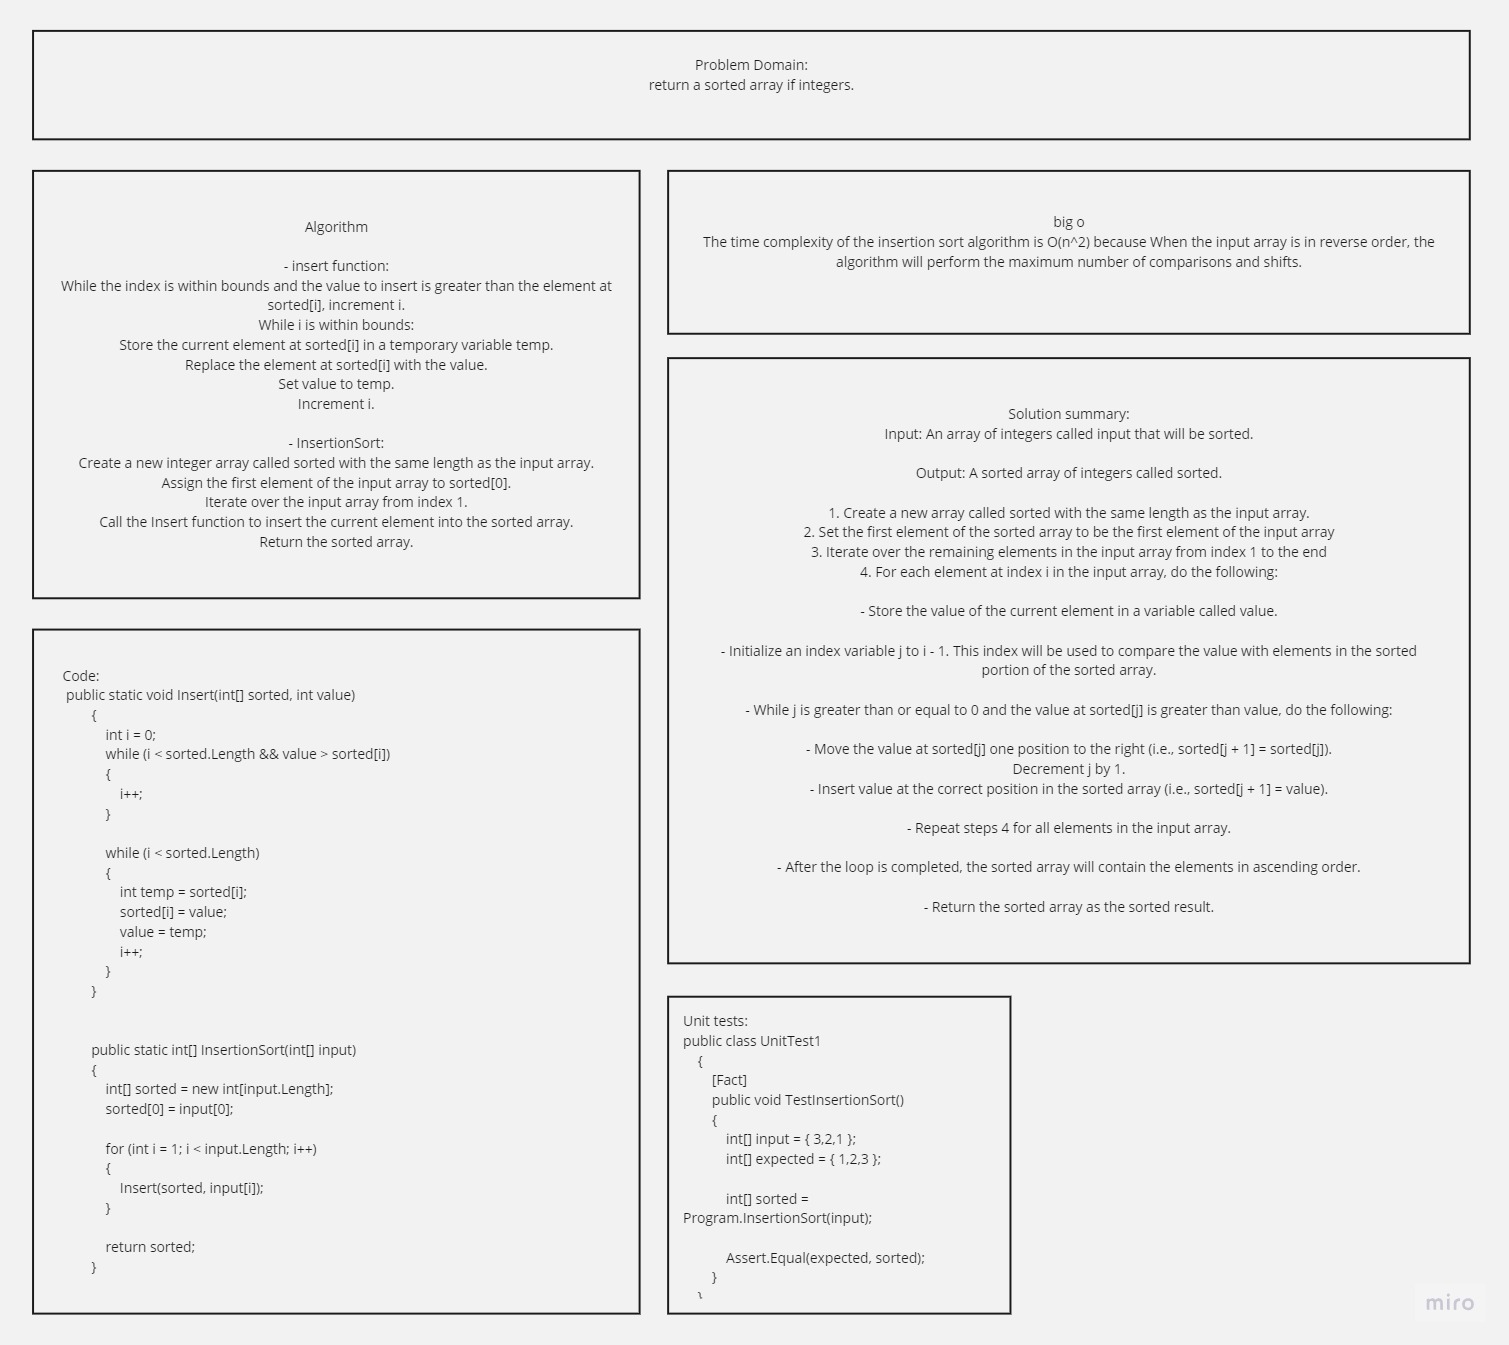 Problem Domain:
return a sorted array if integers.
Algorithm
- insert function:
While the index is within bounds and the value to insert is greater than the element at
sorted[i], increment i.
While i is within bounds:
Store the current element at sorted[i] in a temporary variable temp.
Replace the element at sorted[i] with the value.
Set value to temp.
Increment i.
- InsertionSort:
Create a new integer array called sorted with the same length as the input array.
Assign the first element of the input array to sorted[0].
Iterate over the input array from index 1.
Call the Insert function to insert the current element into the sorted array.
Return the sorted array.
big o
The time complexity of the insertion sort algorithm is O(n^2) because When the input array is in reverse order, the
algorithm will perform the maximum number of comparisons and shifts.
Solution summary:
Input: An array of integers called input that will be sorted.
Output: A sorted array of integers called sorted.
1. Create a new array called sorted with the same length as the input array.
2. Set the first element of the sorted array to be the first element of the input array
3. Iterate over the remaining elements in the input array from index 1 to the end
4. For each element at index i in the input array, do the following:
- Store the value of the current element in a variable called value.
- Initialize an index variable j to i - 1. This index will be used to compare the value with elements in the sorted
portion of the sorted array.
- While j is greater than or equal to 0 and the value at sorted[j] is greater than value, do the following:
- Move the value at sorted[j] one position to the right (i.e., sorted[j + 1] = sorted[j]).
Decrement j by 1.
- Insert value at the correct position in the sorted array (i.e., sorted[j + 1] = value).
- Repeat steps 4 for all elements in the input array.
- After the loop is completed, the sorted array will contain the elements in ascending order.
- Return the sorted array as the sorted result.
Code:
public static void Insert(int[] sorted, int value)
{
int i = 0;
while (i < sorted.Length && value > sorted[i])
{
i++;
}
while (i < sorted.Length)
{
int temp = sorted[i];
sorted[i] = value;
value = temp;
i++;
}
}
public static int[] InsertionSort(int[] input)
{
int[] sorted = new int[input.Length];
sorted[0] = input[0];
for (int i = 1; i < input.Length; i++)
{
Insert(sorted, input[i]);
}
return sorted;
}
Unit tests:
public class UnitTest1
{
[Fact]
public void TestInsertionSort()
{
int[] input = { 3,2,1 };
int[] expected = { 1,2,3 };
int[] sorted =
Program.InsertionSort(input);
Assert.Equal(expected, sorted);
}
}
miro